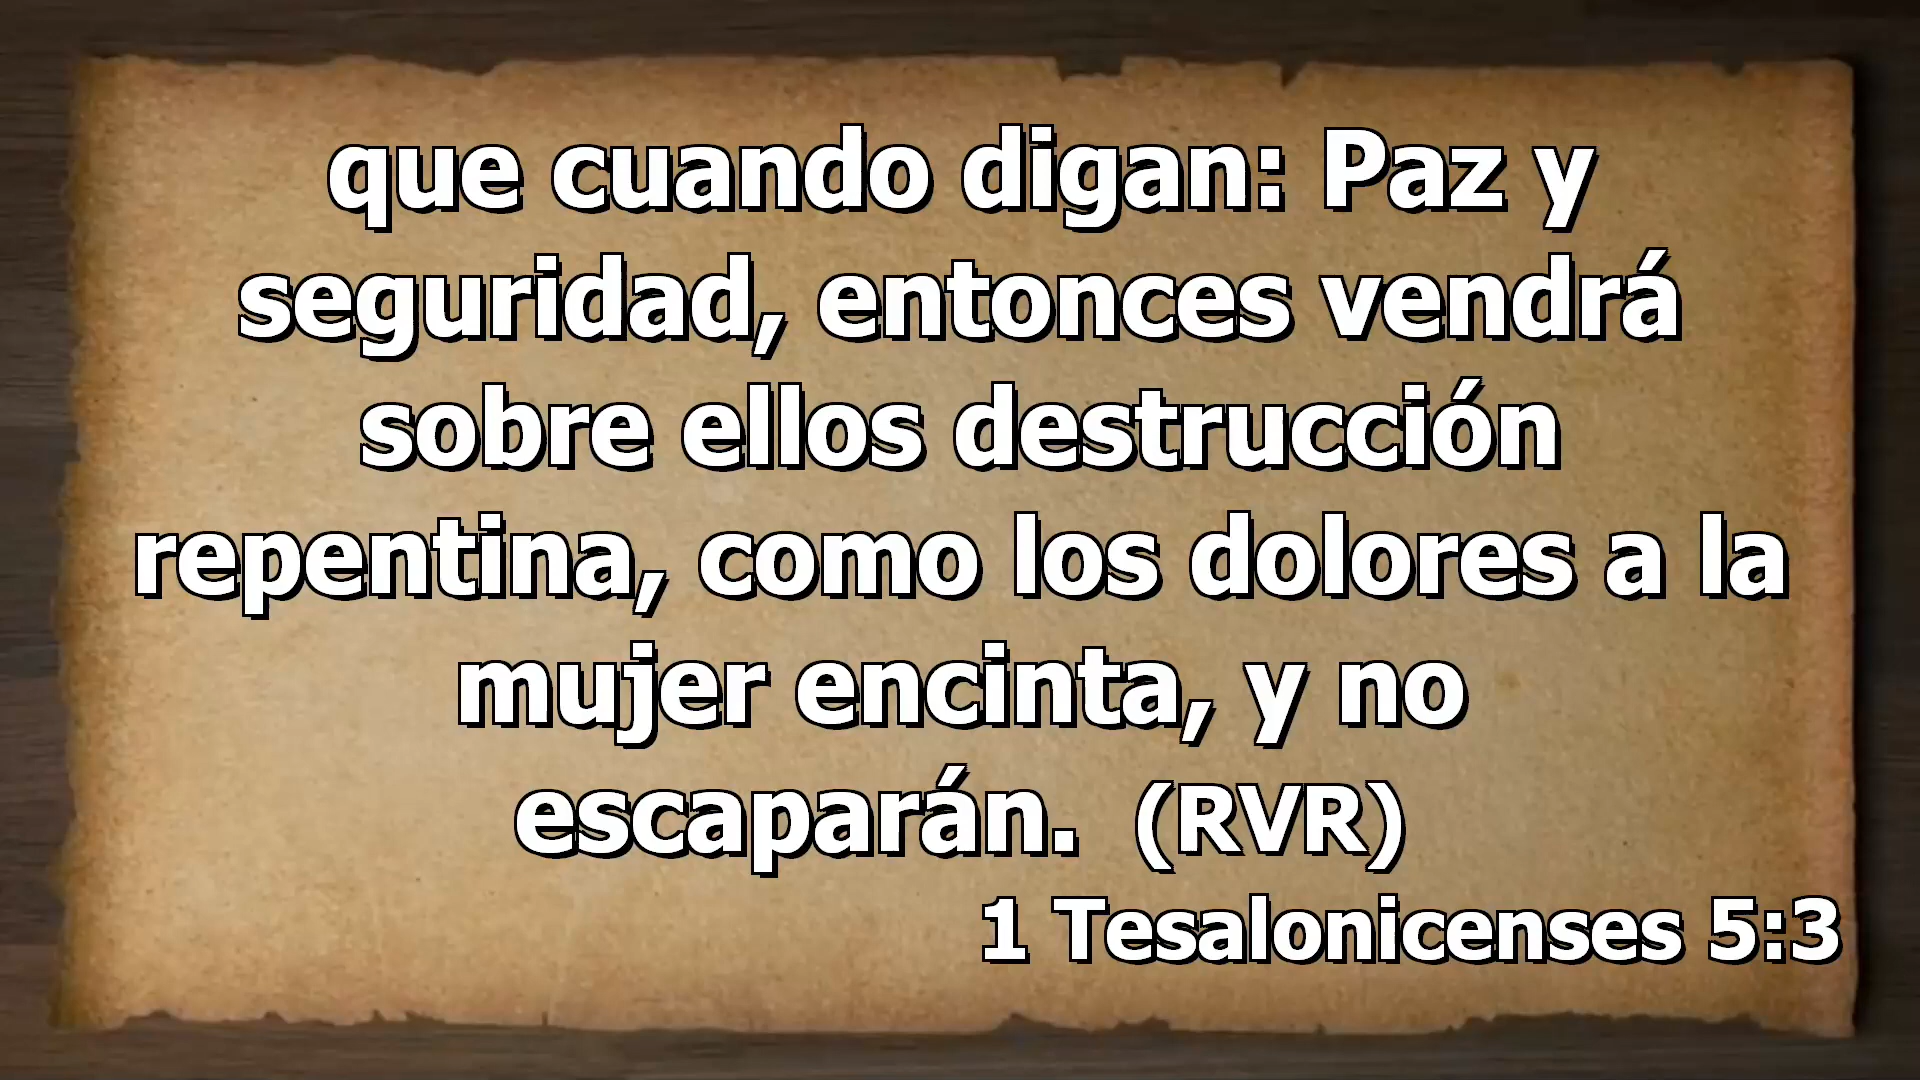 que cuando digan: Paz y
seguridad, entonces vendrá
sobre ellos destrucción
repentina, como los dolores a la
mujer encinta, y no
escaparán.  (RVR)
1 Tesalonicenses 5:3